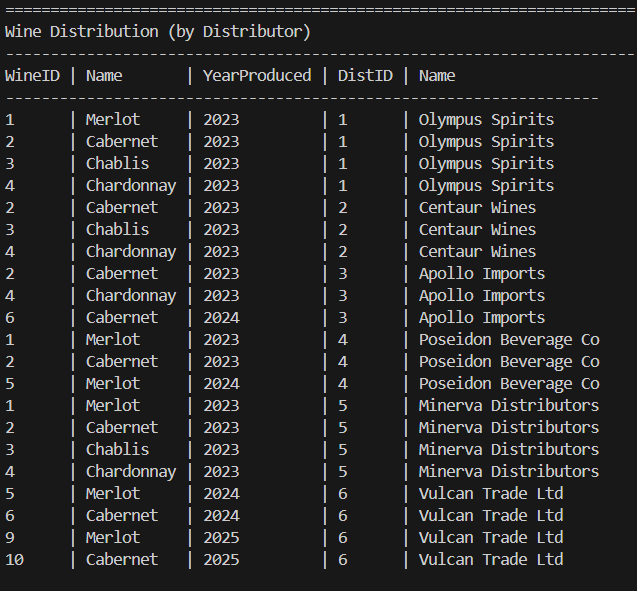 ======================================================================
Wine Distribution (by Distributor)
----------------------------------------------------------------------
WineID | Name       | YearProduced | DistID | Name
------------------------------------------------------------------
1      | Merlot     | 2023         | 1      | Olympus Spirits
2      | Cabernet   | 2023         | 1      | Olympus Spirits
3      | Chablis    | 2023         | 1      | Olympus Spirits
4      | Chardonnay | 2023         | 1      | Olympus Spirits
2      | Cabernet   | 2023         | 2      | Centaur Wines
3      | Chablis    | 2023         | 2      | Centaur Wines
4      | Chardonnay | 2023         | 2      | Centaur Wines
2      | Cabernet   | 2023         | 3      | Apollo Imports
4      | Chardonnay | 2023         | 3      | Apollo Imports
6      | Cabernet   | 2024         | 3      | Apollo Imports
1      | Merlot     | 2023         | 4      | Poseidon Beverage Co
2      | Cabernet   | 2023         | 4      | Poseidon Beverage Co
5      | Merlot     | 2024         | 4      | Poseidon Beverage Co
1      | Merlot     | 2023         | 5      | Minerva Distributors
2      | Cabernet   | 2023         | 5      | Minerva Distributors
3      | Chablis    | 2023         | 5      | Minerva Distributors
4      | Chardonnay | 2023         | 5      | Minerva Distributors
5      | Merlot     | 2024         | 6      | Vulcan Trade Ltd
6      | Cabernet   | 2024         | 6      | Vulcan Trade Ltd
9      | Merlot     | 2025         | 6      | Vulcan Trade Ltd
10     | Cabernet   | 2025         | 6      | Vulcan Trade Ltd